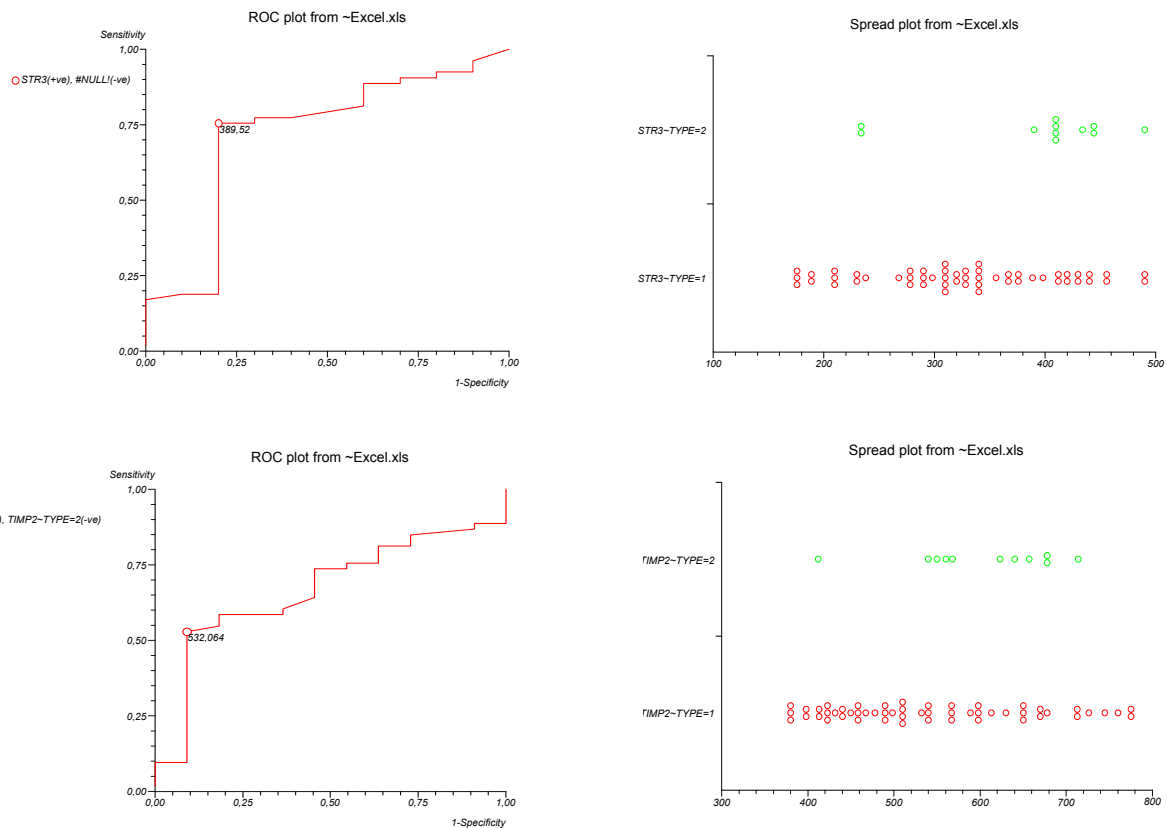 ROC plot from ~Excel.xls
Sensitivity
1,00
STR3(+ve), #NULL!(-ve)
0,75
389,52
0,50
0,25
0,00
0,00 0,25 0,50 0,75 1,00
1-Specificity
Spread plot from ~Excel.xls
STR3~TYPE=2
STR3~TYPE=1
100 200 300 400 500
ROC plot from ~Excel.xls
Sensitivity
1,00
), TIMP2~TYPE=2(-ve)
0,75
0,50
532,064
0,25
0,00
0,00 0,25 0,50 0,75 1,00
1-Specificity
Spread plot from ~Excel.xls
TIMP2~TYPE=2
TIMP2~TYPE=1
300 400 500 600 700 800